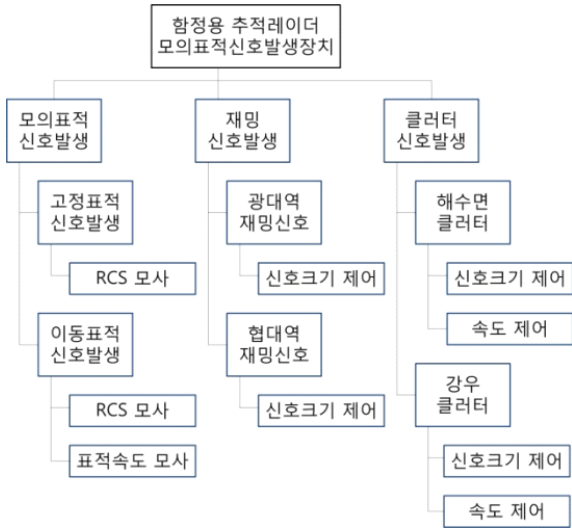 함정용 추적레이더
모의표적신호발생장치
모의표적
신호발생
고정표적
신호발생
RCS 모사
이동표적
신호발생
RCS 모사
표적속도 모사
재밍
신호발생
광대역
재밍신호
신호크기 제어
협대역
재밍신호
신호크기 제어
클러터
신호발생
해수면
클러터
신호크기 제어
속도 제어
강우
클러터
신호크기 제어
속도 제어